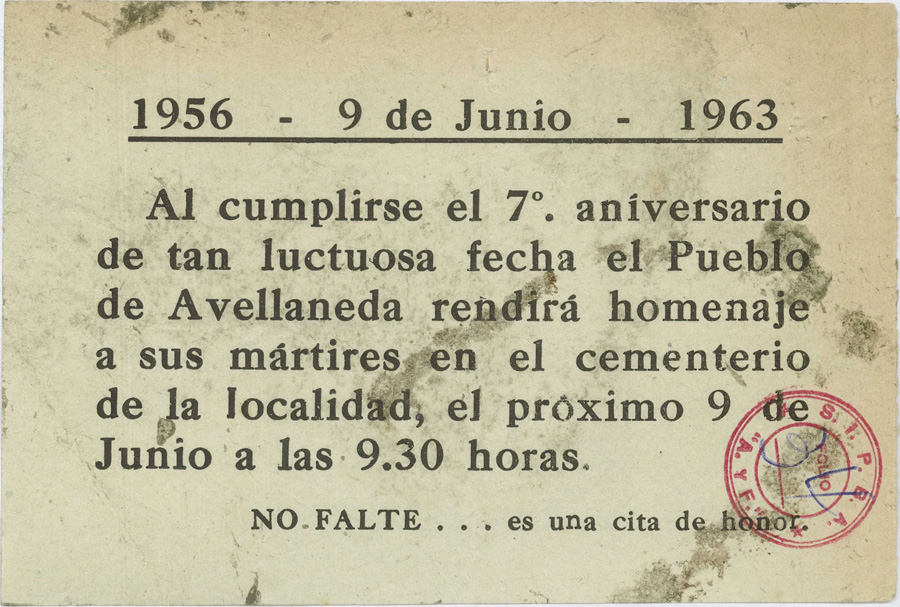 1956 - 9 de Junio - 1963
Al cumplirse el 7º. aniversario
de tan luctuosa fecha el Pueblo
de Avellaneda rendirá homenaje
a sus mártires en el cementerio
de la localidad, el próximo 9 de
Junio a las 9.30 horas.
NO FALTE . . . es una cita de honor.
S. I. P. B. A.
"A. Y F."
FOLIO